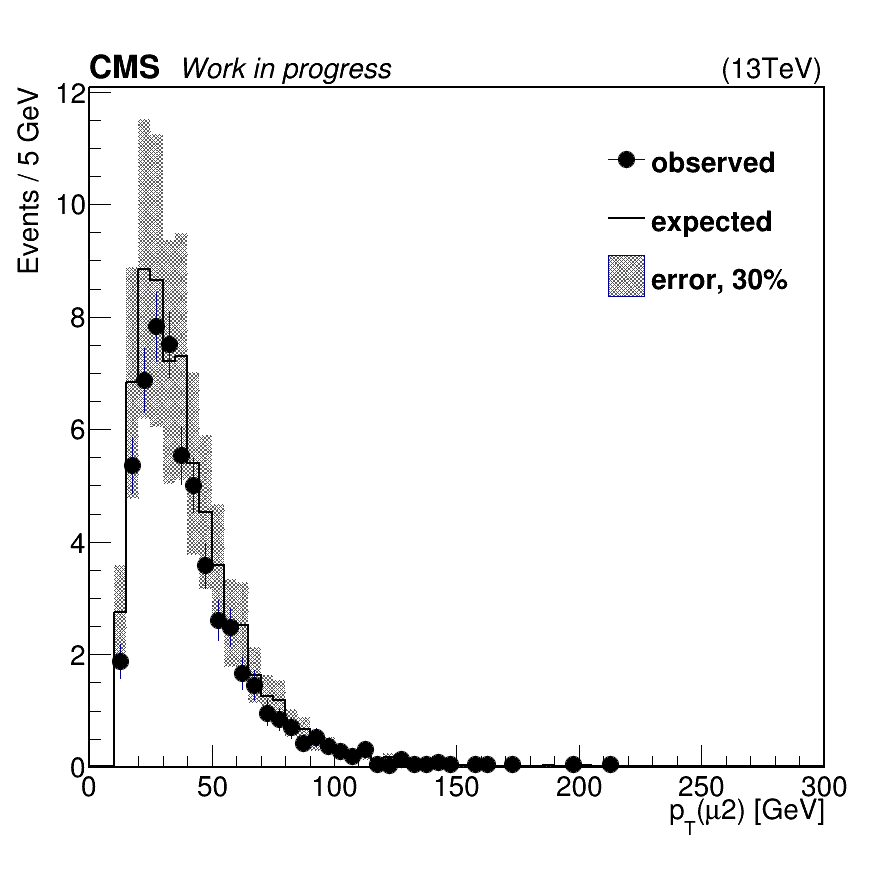 CMS Work in progress (13TeV)
Events / 5 GeV
12
10
8
6
4
2
0
observed
expected
error, 30%
0 50 100 150 200 250 300
p_T(μ2) [GeV]